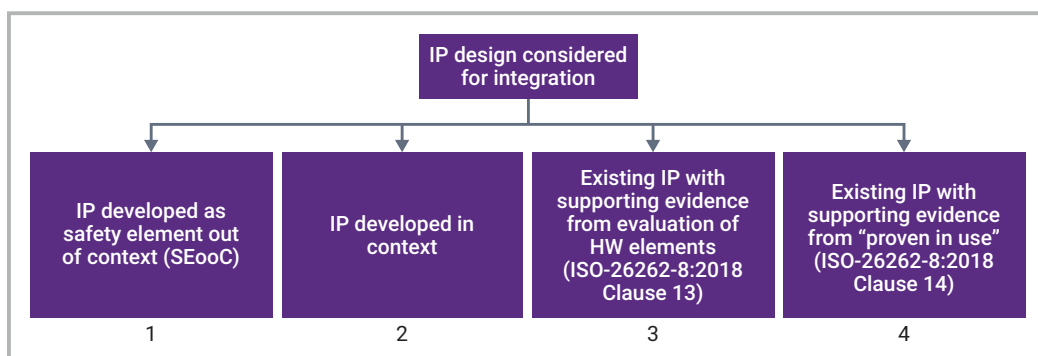 IP design considered
for integration
IP developed as
safety element out
of context (SEooC)
IP developed in
context
Existing IP with
supporting evidence
from evaluation of
HW elements
(ISO-26262-8:2018
Clause 13)
Existing IP with
supporting evidence
from “proven in use”
(ISO-26262-8:2018
Clause 14)
1
2
3
4